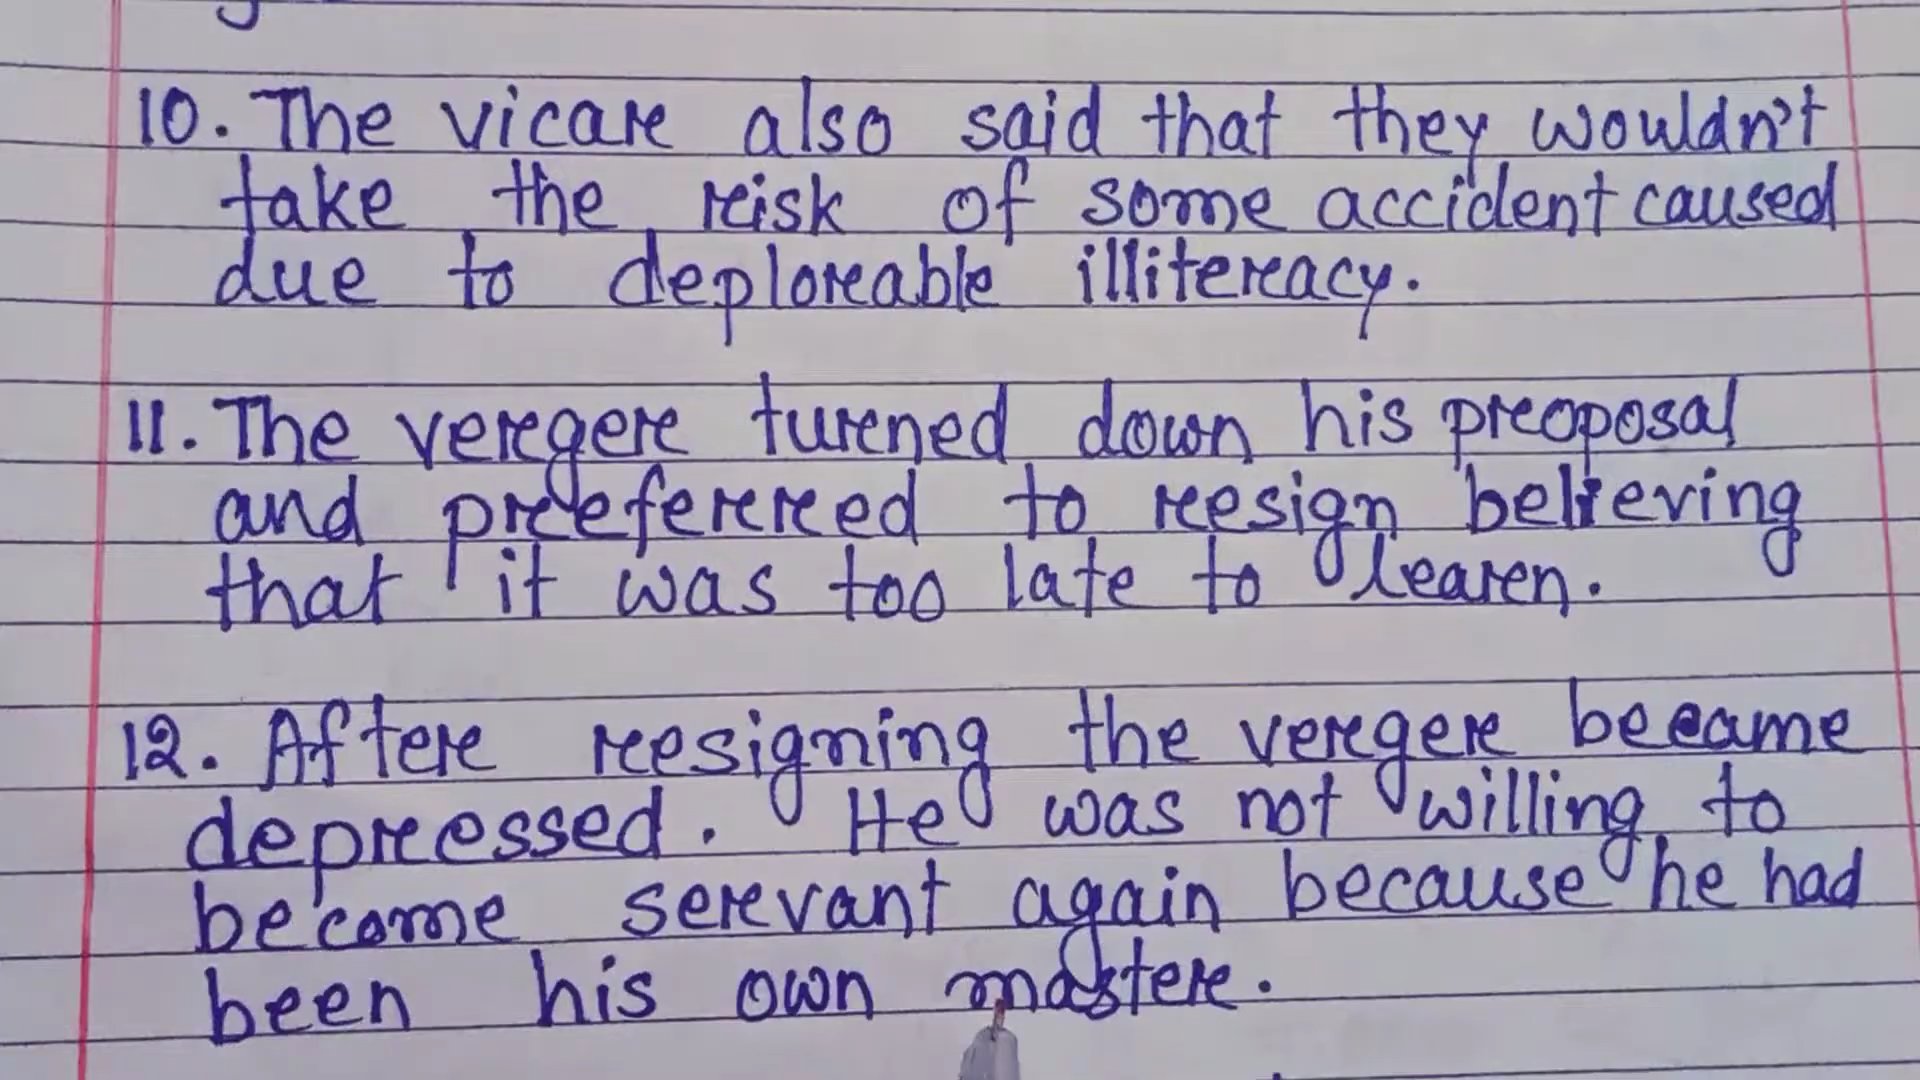 10. The vicar also said that they wouldn't
take the risk of some accident caused
due to deplorable illiteracy.
11. The verger turned down his proposal
and preferred to resign believing
that it was too late to learn.
12. After resigning the verger became
depressed. He was not willing to
become servant again because he had
been his own master.